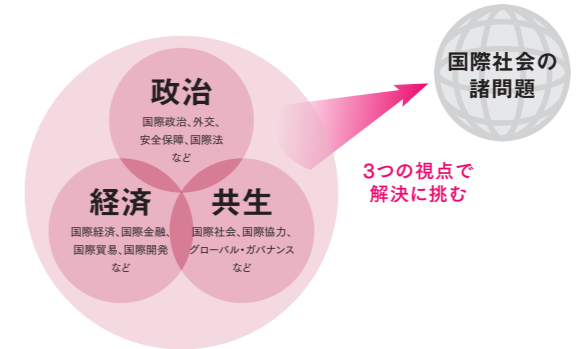 政治
国際政治、外交、
安全保障、国際法
など
経済
国際経済、国際金融、
国際貿易、国際開発
など
共生
国際社会、国際協力、
グローバル・ガバナンス
など
3つの視点で
解決に挑む
国際社会の
諸問題